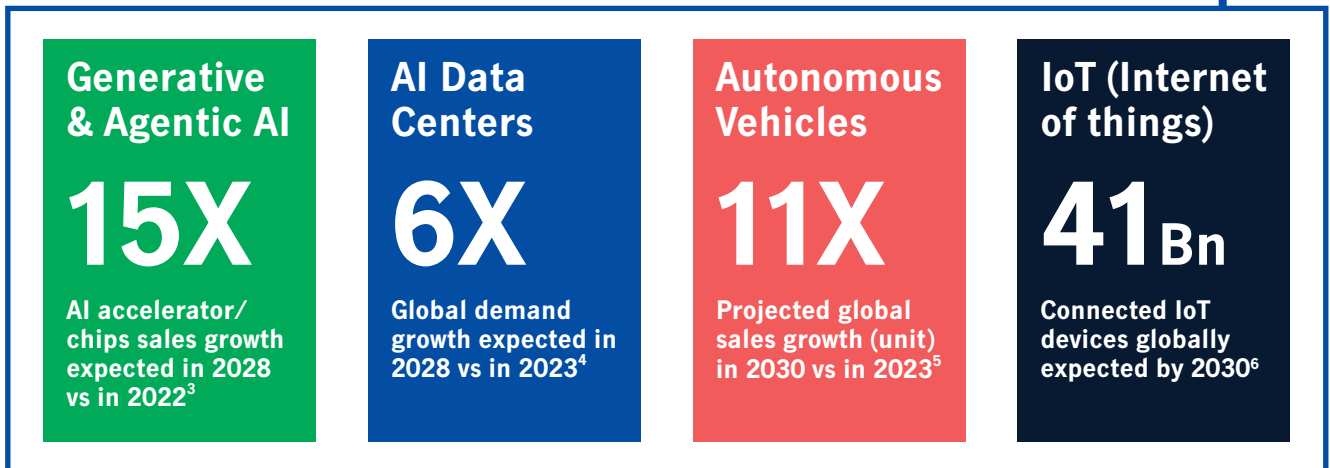 Generative
& Agentic AI
15X
AI accelerator/
chips sales growth
expected in 2028
vs in 2022³
AI Data
Centers
6X
Global demand
growth expected in
2028 vs in 2023⁴
Autonomous
Vehicles
11X
Projected global
sales growth (unit)
in 2030 vs in 2023⁵
IoT (Internet
of things)
41Bn
Connected IoT
devices globally
expected by 2030⁶